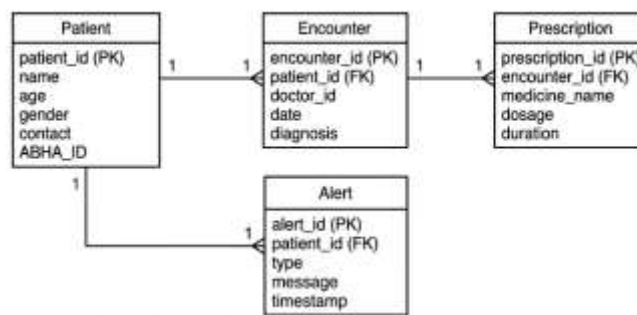 Patient
patient_id (PK)
name
age
gender
contact
ABHA_ID
1
1
Encounter
encounter_id (PK)
patient_id (FK)
doctor_id
date
diagnosis
1
1
Prescription
prescription_id (PK)
encounter_id (FK)
medicine_name
dosage
duration
1
1
Alert
alert_id (PK)
patient_id (FK)
type
message
timestamp